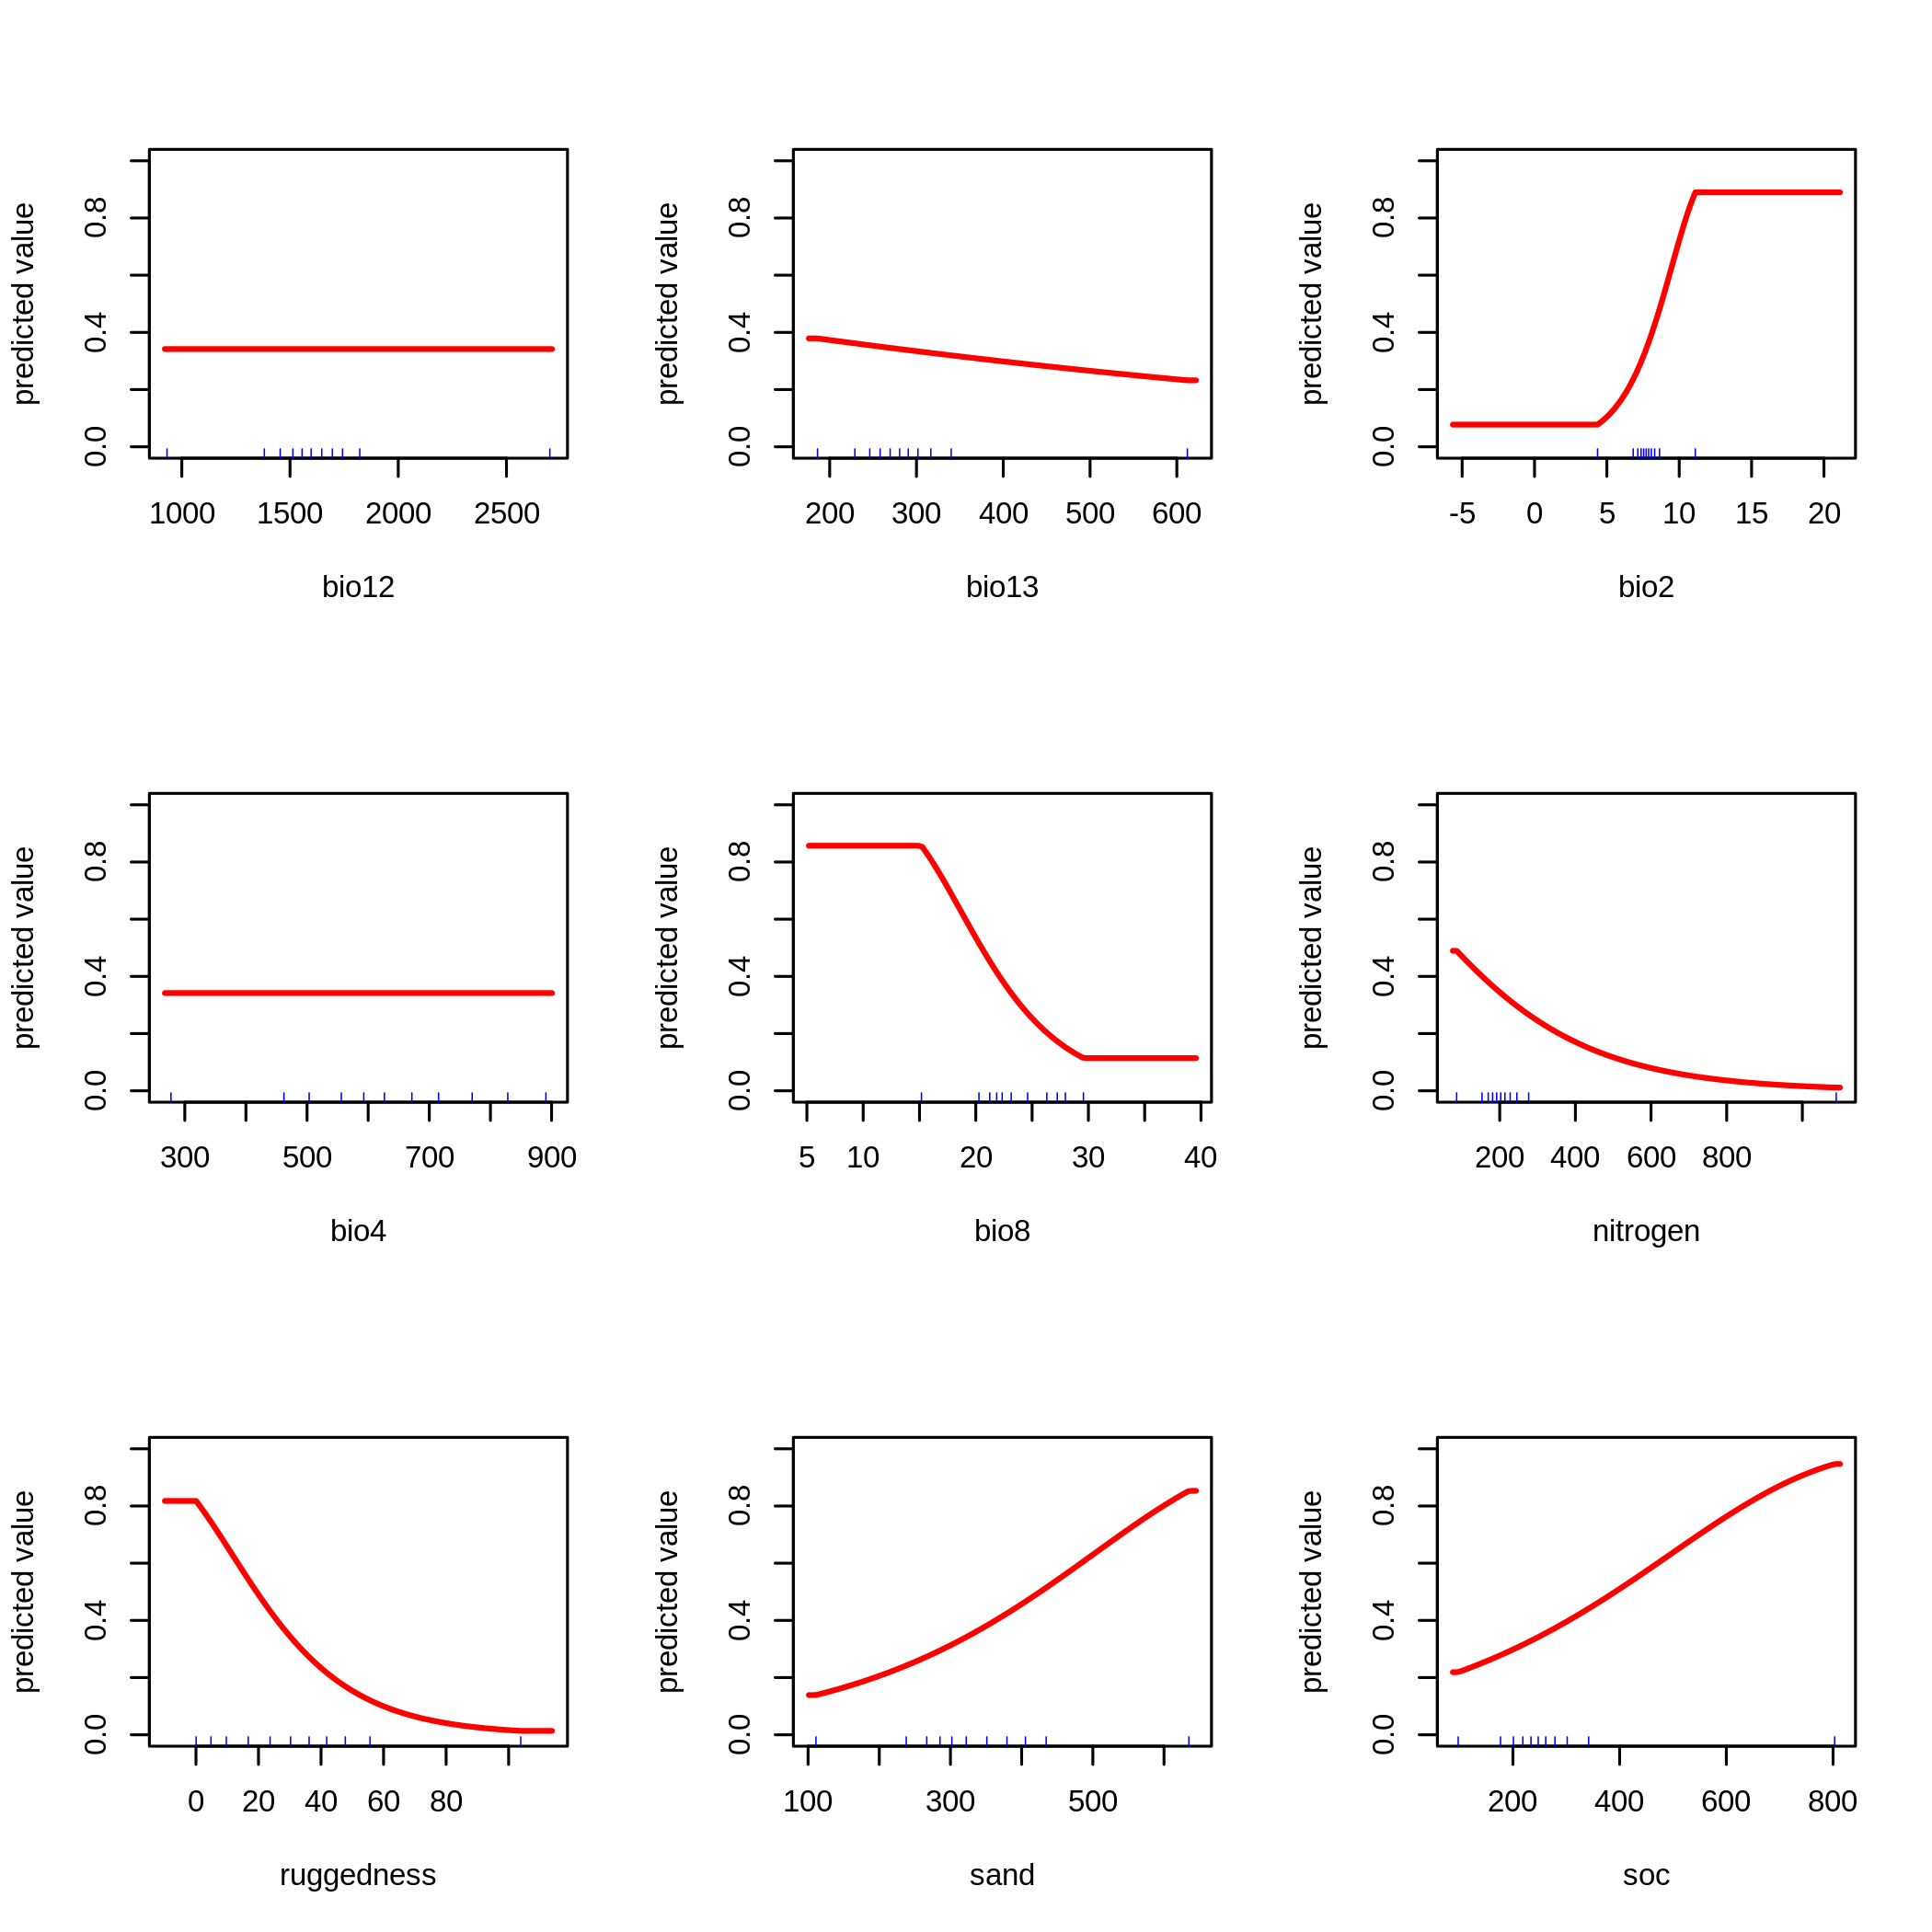 predicted value
0.0 0.4 0.8
1000 1500 2000 2500
bio12
predicted value
0.0 0.4 0.8
200 300 400 500 600
bio13
predicted value
0.0 0.4 0.8
-5 0 5 10 15 20
bio2
predicted value
0.0 0.4 0.8
300 500 700 900
bio4
predicted value
0.0 0.4 0.8
5 10 20 30 40
bio8
predicted value
0.0 0.4 0.8
200 400 600 800
nitrogen
predicted value
0.0 0.4 0.8
0 20 40 60 80
ruggedness
predicted value
0.0 0.4 0.8
100 300 500
sand
predicted value
0.0 0.4 0.8
200 400 600 800
soc